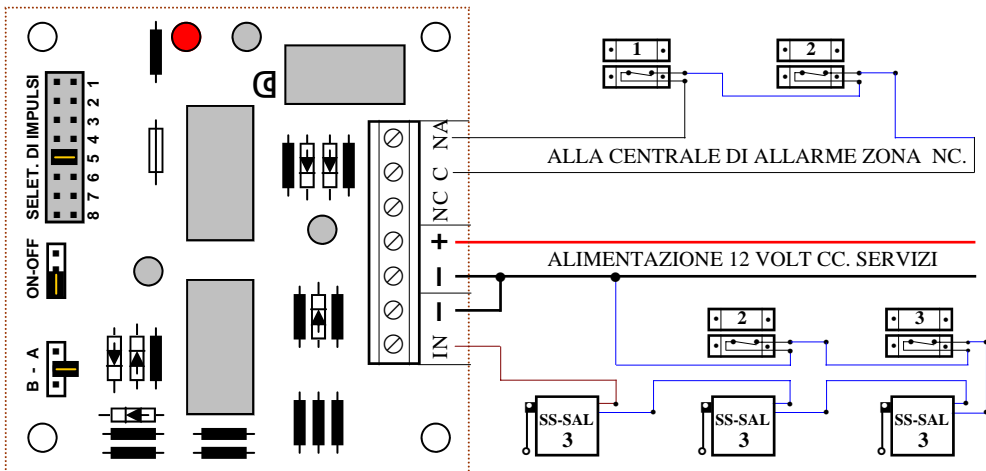 SELET. DI IMPULSI
1
2
3
4
5
6
7
8
ON-OFF
B - A
NA
C
NC
+
–
–
IN
1
2
ALLA CENTRALE DI ALLARME ZONA NC.
ALIMENTAZIONE 12 VOLT CC. SERVIZI
2
3
SS-SAL
3
SS-SAL
3
SS-SAL
3